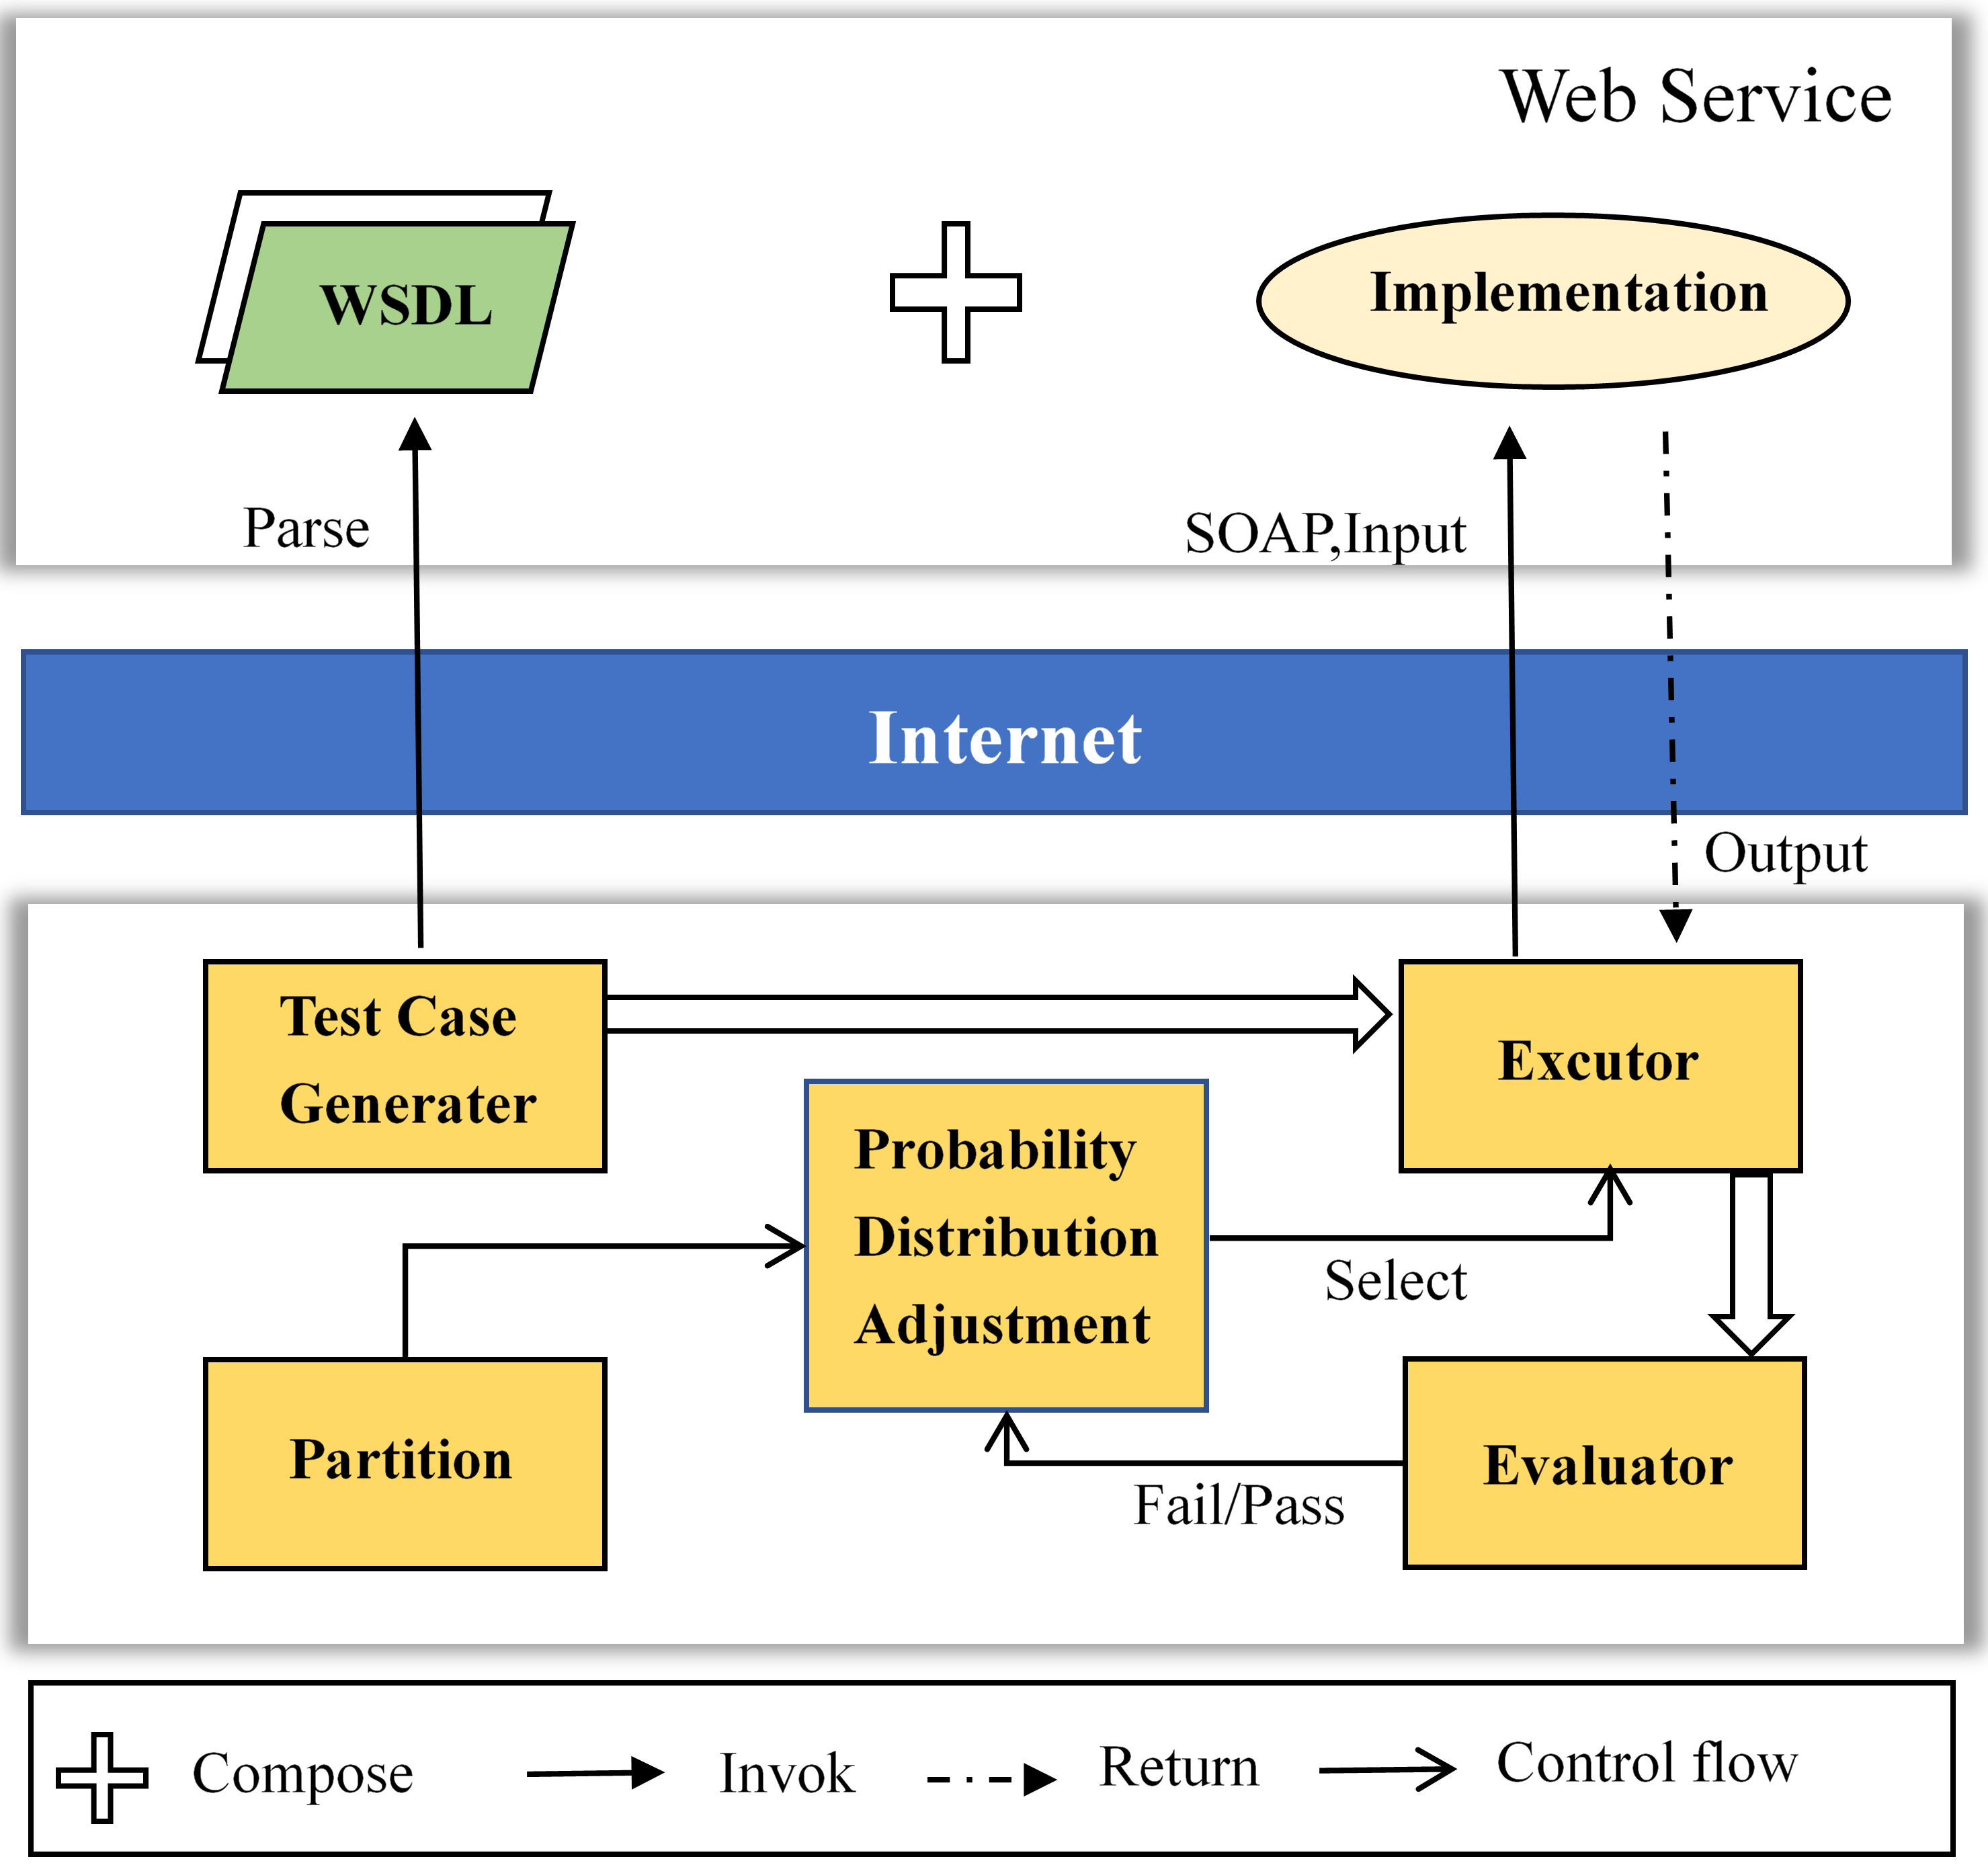 Web Service
WSDL
Implementation
Parse
SOAP,Input
Internet
Output
Test Case
Generater
Excutor
Probability
Distribution
Adjustment
Select
Partition
Evaluator
Fail/Pass
Compose
Invok
Return
Control flow